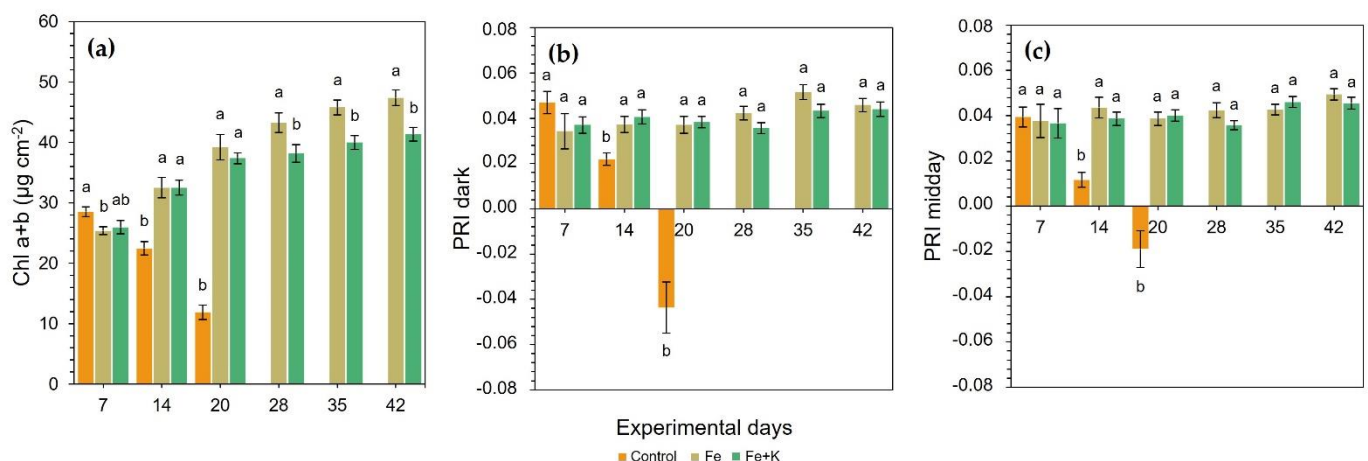 (a)
Chl a+b (µg cm⁻²)
60
50
40
30
20
10
0
a b ab
b a a
b a a
a b
a b
a b
7 14 20 28 35 42
(b)
PRI dark
0.08
0.06
0.04
0.02
0.00
-0.02
-0.04
-0.06
-0.08
a a a
b a a
b a a
a a
a a
a a
7 14 20 28 35 42
(c)
PRI midday
0.08
0.06
0.04
0.02
0.00
-0.02
-0.04
-0.06
-0.08
a a a
b a a
b a a
a a
a a
a a
7 14 20 28 35 42
Experimental days
Control Fe Fe+K